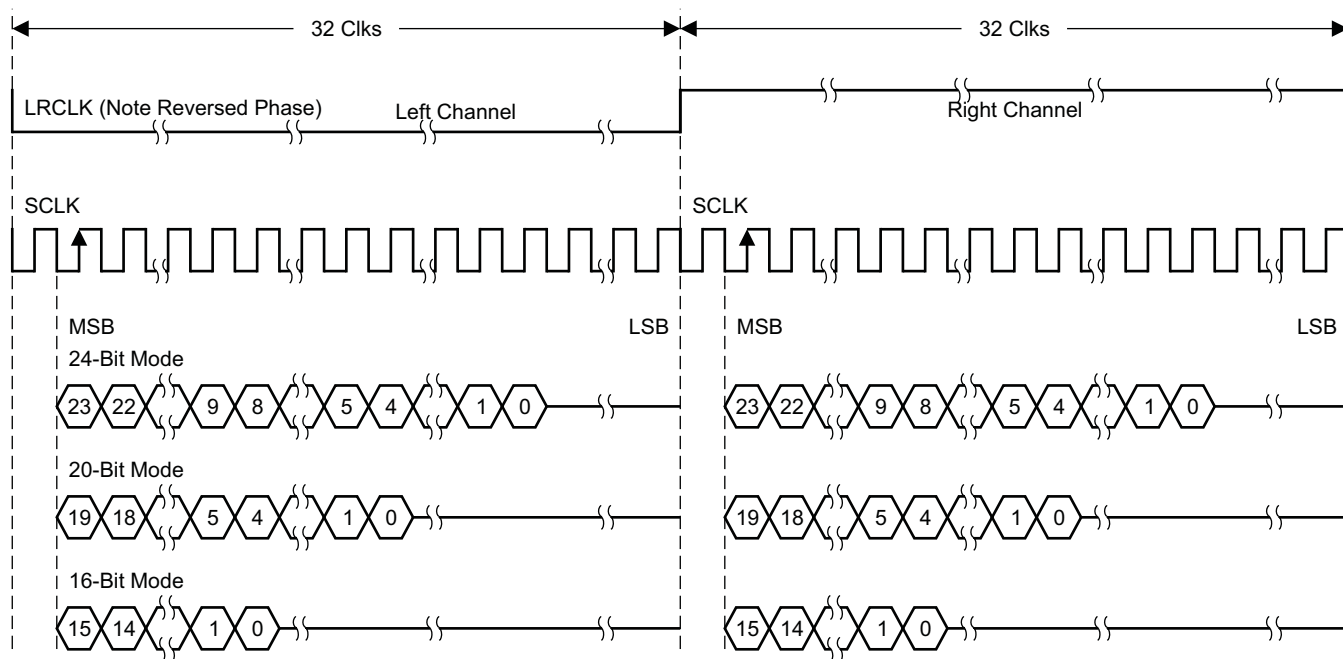 32 Clks 32 Clks
LRCLK (Note Reversed Phase) Left Channel Right Channel
SCLK SCLK
MSB LSB MSB LSB
24-Bit Mode
23 22 9 8 5 4 1 0 23 22 9 8 5 4 1 0
20-Bit Mode
19 18 5 4 1 0 19 18 5 4 1 0
16-Bit Mode
15 14 1 0 15 14 1 0